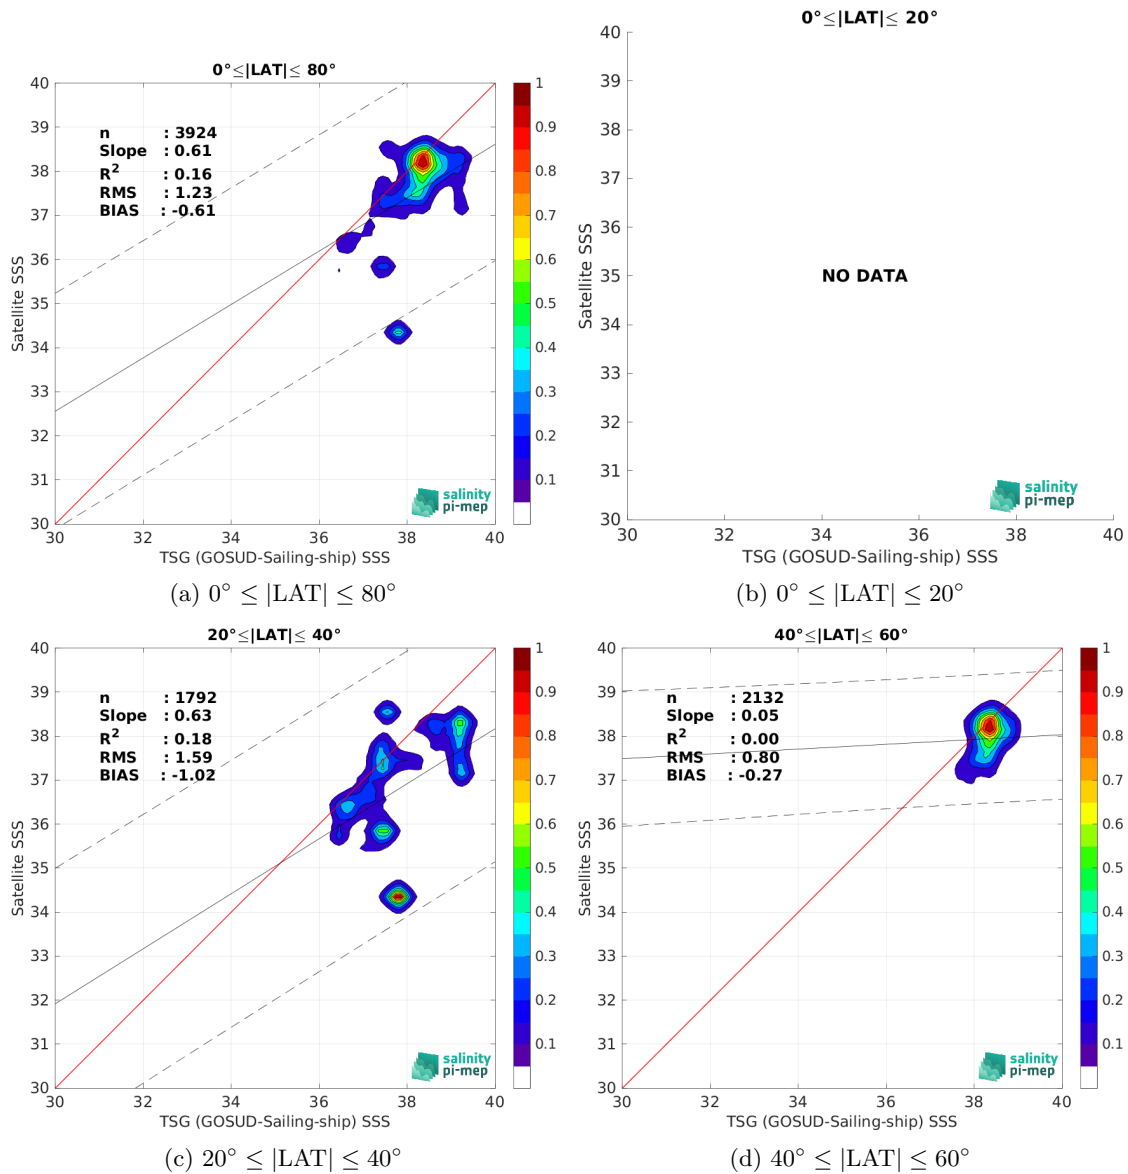 0°≤|LAT|≤ 80°
40
39
38
37
36
35
34
33
32
31
30
Satellite SSS
n : 3924
Slope : 0.61
R² : 0.16
RMS : 1.23
BIAS : -0.61
salinity
pi-mep
30 32 34 36 38 40
TSG (GOSUD-Sailing-ship) SSS
1
0.9
0.8
0.7
0.6
0.5
0.4
0.3
0.2
0.1
(a) 0° ≤ |LAT| ≤ 80°
0°≤|LAT|≤ 20°
40
39
38
37
36
35
34
33
32
31
30
Satellite SSS
NO DATA
salinity
pi-mep
30 32 34 36 38 40
TSG (GOSUD-Sailing-ship) SSS
(b) 0° ≤ |LAT| ≤ 20°
20°≤|LAT|≤ 40°
40
39
38
37
36
35
34
33
32
31
30
Satellite SSS
n : 1792
Slope : 0.63
R² : 0.18
RMS : 1.59
BIAS : -1.02
salinity
pi-mep
30 32 34 36 38 40
TSG (GOSUD-Sailing-ship) SSS
1
0.9
0.8
0.7
0.6
0.5
0.4
0.3
0.2
0.1
(c) 20° ≤ |LAT| ≤ 40°
40°≤|LAT|≤ 60°
40
39
38
37
36
35
34
33
32
31
30
Satellite SSS
n : 2132
Slope : 0.05
R² : 0.00
RMS : 0.80
BIAS : -0.27
salinity
pi-mep
30 32 34 36 38 40
TSG (GOSUD-Sailing-ship) SSS
1
0.9
0.8
0.7
0.6
0.5
0.4
0.3
0.2
0.1
(d) 40° ≤ |LAT| ≤ 60°